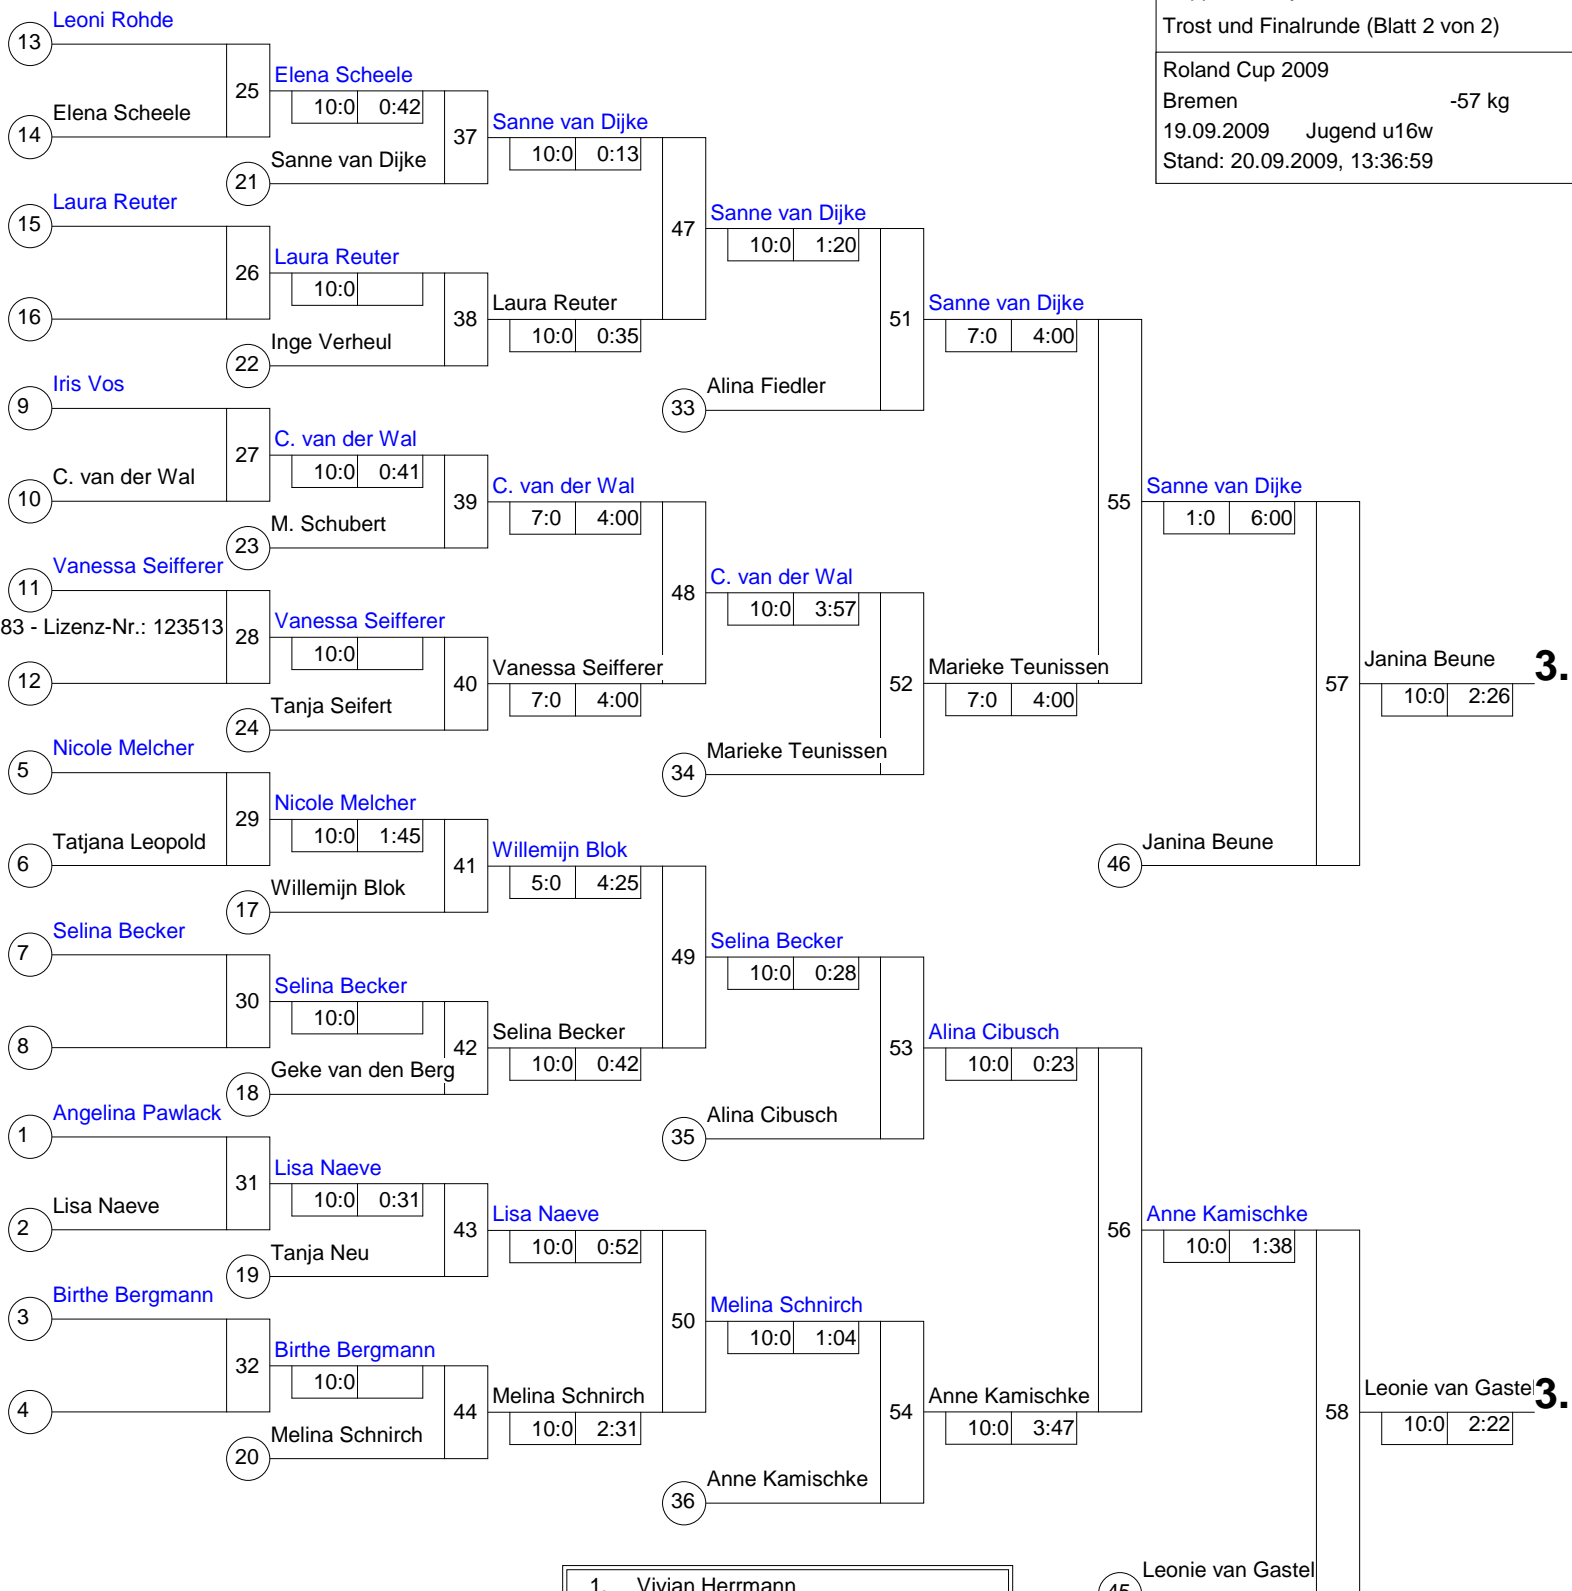 Trost und Finalrunde (Blatt 2 von 2)
Roland Cup 2009
Bremen -57 kg
19.09.2009 Jugend u16w
Stand: 20.09.2009, 13:36:59
13 Leoni Rohde
14 Elena Scheele
25 Elena Scheele
10:0 0:42
21 Sanne van Dijke
37 Sanne van Dijke
10:0 0:13
15 Laura Reuter
16
26 Laura Reuter
10:0
22 Inge Verheul
38 Laura Reuter
10:0 0:35
47 Sanne van Dijke
10:0 1:20
33 Alina Fiedler
51 Sanne van Dijke
7:0 4:00
9 Iris Vos
10 C. van der Wal
27 C. van der Wal
10:0 0:41
23 M. Schubert
39 C. van der Wal
7:0 4:00
11 Vanessa Seifferer
83 - Lizenz-Nr.: 123513
12
28 Vanessa Seifferer
10:0
24 Tanja Seifert
40 Vanessa Seifferer
7:0 4:00
48 C. van der Wal
10:0 3:57
34 Marieke Teunissen
52 Marieke Teunissen
7:0 4:00
55 Sanne van Dijke
1:0 6:00
46 Janina Beune
57 Janina Beune 3.
10:0 2:26
5 Nicole Melcher
6 Tatjana Leopold
29 Nicole Melcher
10:0 1:45
17 Willemijn Blok
41 Willemijn Blok
5:0 4:25
7 Selina Becker
8
30 Selina Becker
10:0
18 Geke van den Berg
42 Selina Becker
10:0 0:42
49 Selina Becker
10:0 0:28
35 Alina Cibusch
53 Alina Cibusch
10:0 0:23
1 Angelina Pawlack
2 Lisa Naeve
31 Lisa Naeve
10:0 0:31
19 Tanja Neu
43 Lisa Naeve
10:0 0:52
3 Birthe Bergmann
4
32 Birthe Bergmann
10:0
20 Melina Schnirch
44 Melina Schnirch
10:0 2:31
50 Melina Schnirch
10:0 1:04
36 Anne Kamischke
54 Anne Kamischke
10:0 3:47
56 Anne Kamischke
10:0 1:38
45 Leonie van Gastel
58 Leonie van Gastel 3.
10:0 2:22
1. Vivian Herrmann